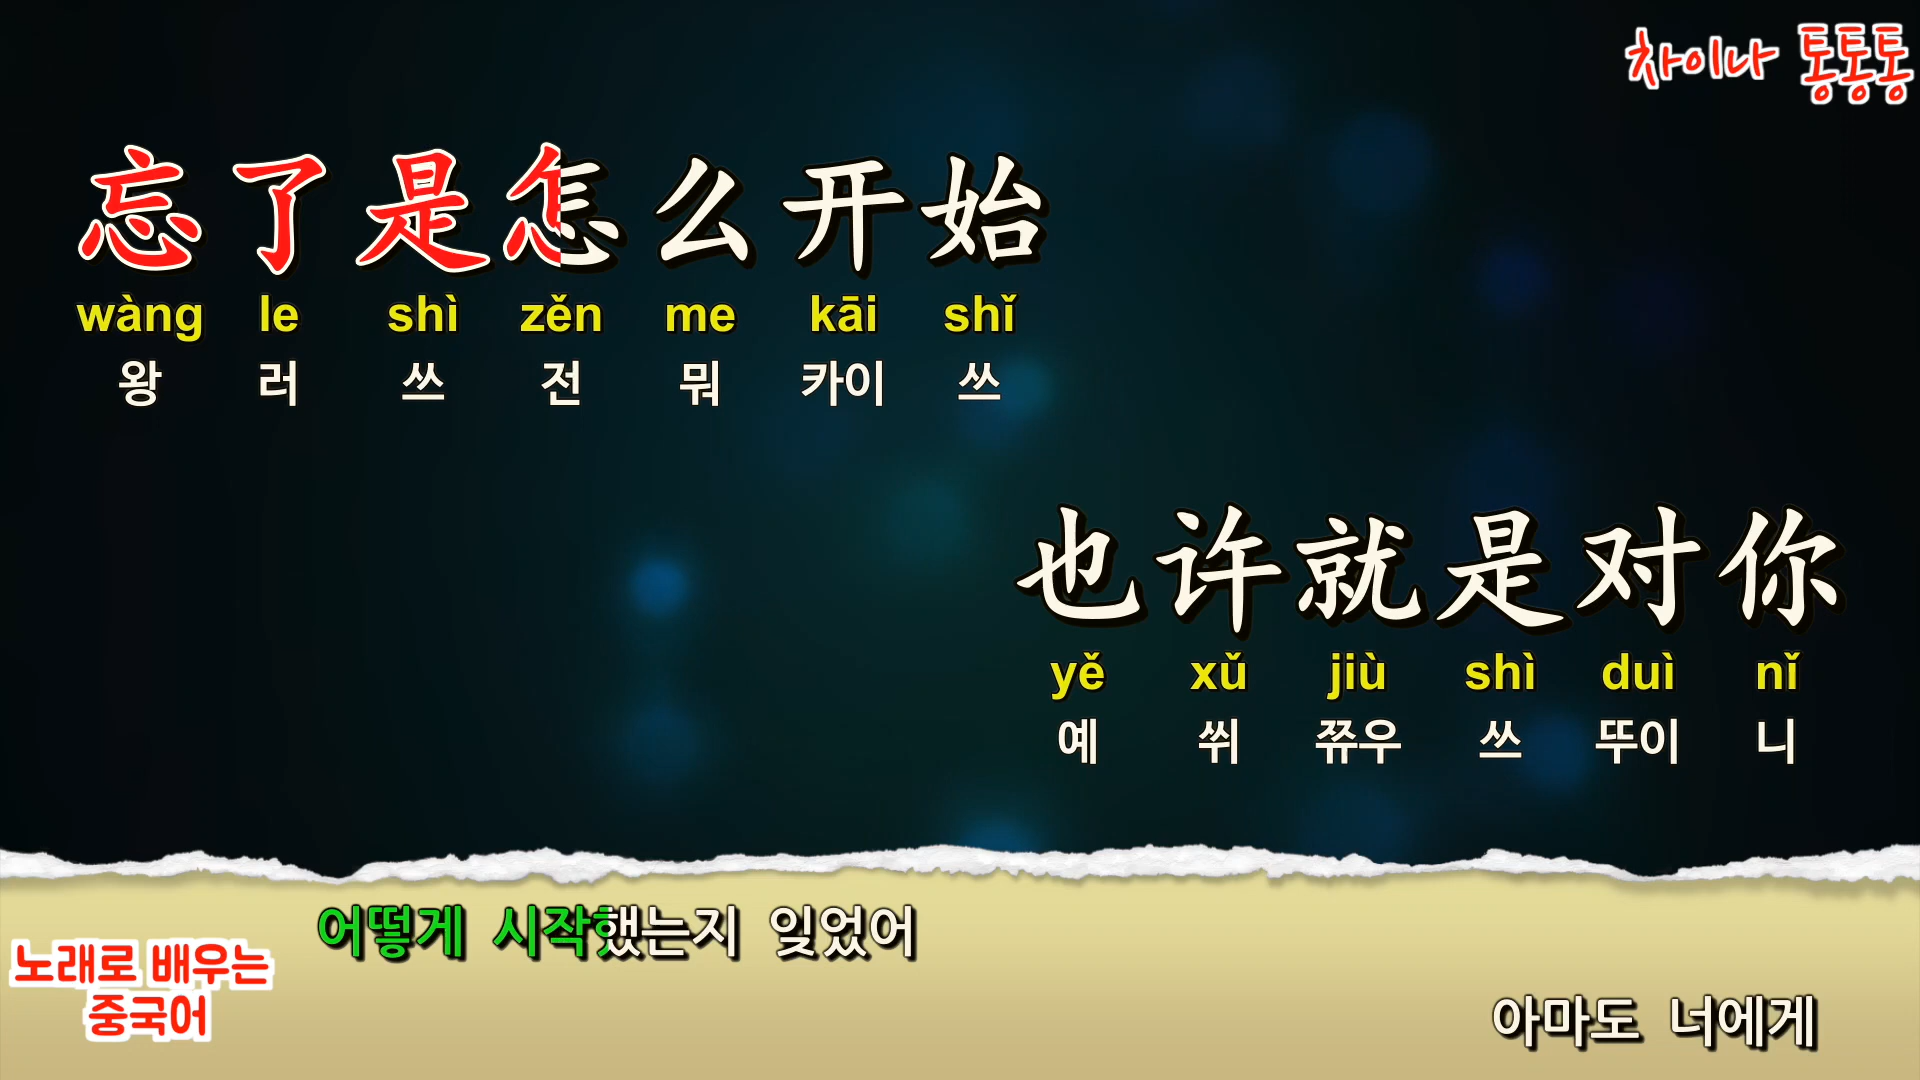 차이나 통통통
忘了是怎么开始
wàng le shì zěn me kāi shǐ
왕 러 쓰 전 뭐 카이 쓰
也许就是对你
yě xǔ jiù shì duì nǐ
예 쒸 쮸우 쓰 뚜이 니
어떻게 시작했는지 잊었어
노래로 배우는
중국어
아마도 너에게